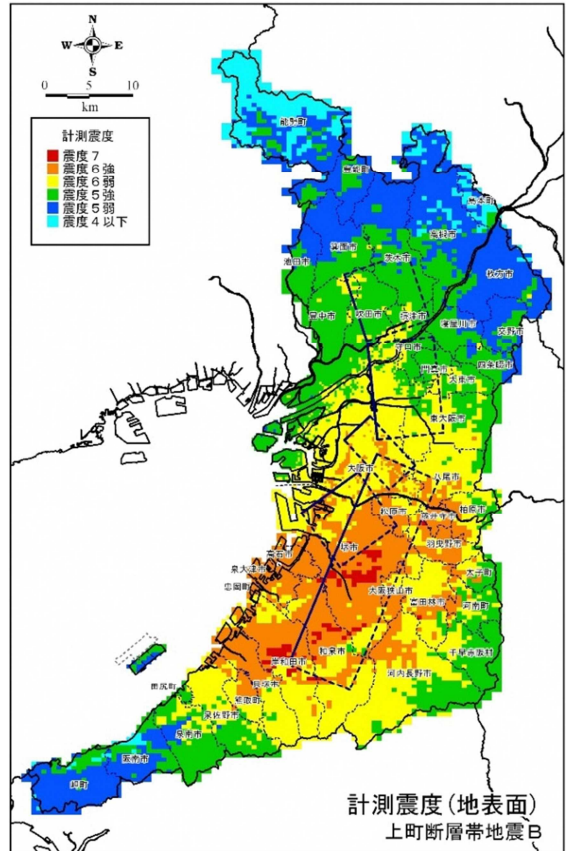 N
W E
S
0 5 10
km
計測震度
震度7
震度6強
震度6弱
震度5強
震度5弱
震度4以下
能勢町
豊能町
島本町
高槻市
箕面市
茨木市
池田市
枚方市
豊中市
吹田市
摂津市
寝屋川市
交野市
守口市
門真市
四条畷市
大東市
東大阪市
大阪市
八尾市
松原市
藤井寺市
柏原市
堺市
羽曳野市
高石市
泉大津市
忠岡町
太子町
大阪狭山市
富田林市
河南町
千早赤阪村
和泉市
岸和田市
河内長野市
貝塚市
熊取町
田尻町
泉佐野市
泉南市
阪南市
岬町
計測震度(地表面)
上町断層帯地震B